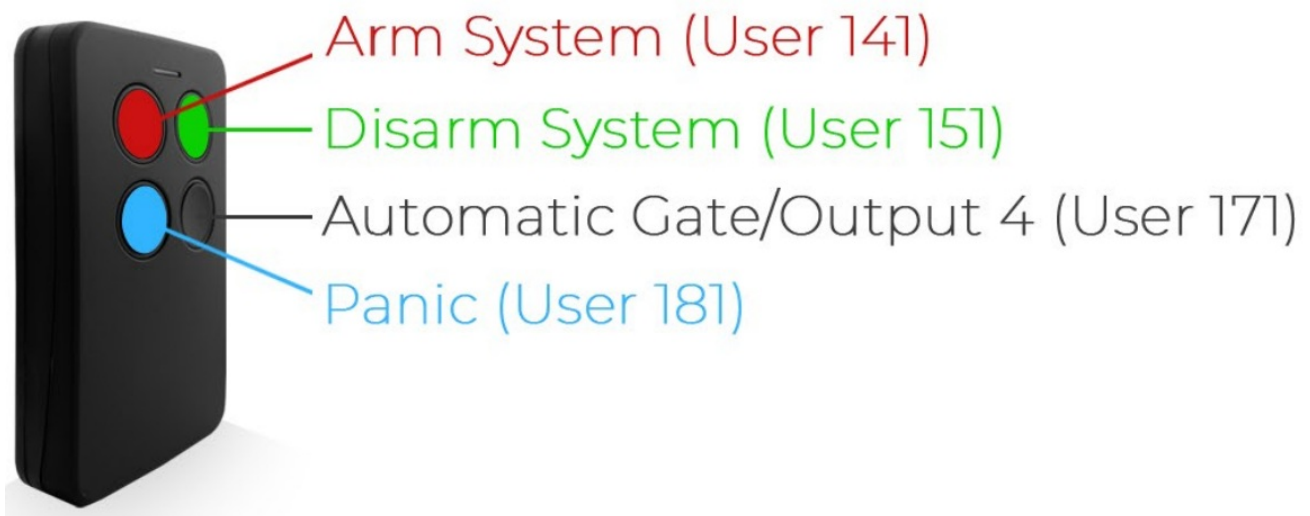 Arm System (User 141)
Disarm System (User 151)
Automatic Gate/Output 4 (User 171)
Panic (User 181)